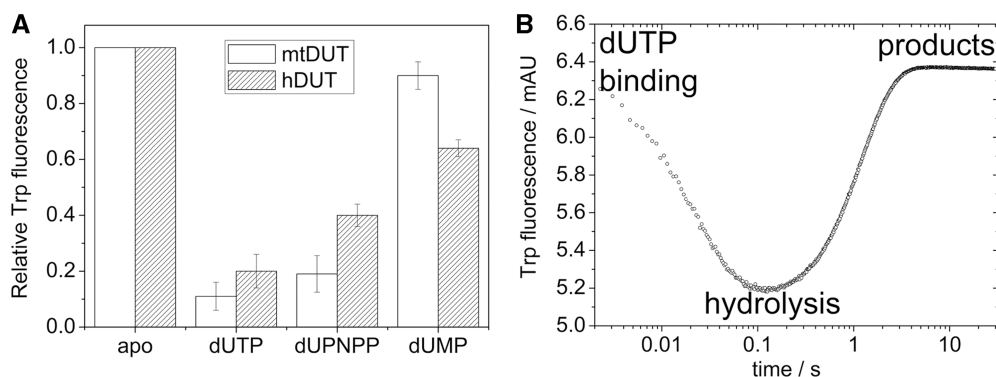 A
Relative Trp fluorescence
1.0
0.8
0.6
0.4
0.2
0.0
mtDUT
hDUT
apo dUTP dUPNPP dUMP
B
Trp fluorescence / mAU
6.6
6.4
6.2
6.0
5.8
5.6
5.4
5.2
5.0
dUTP
binding
products
hydrolysis
0.01 0.1 1 10
time / s